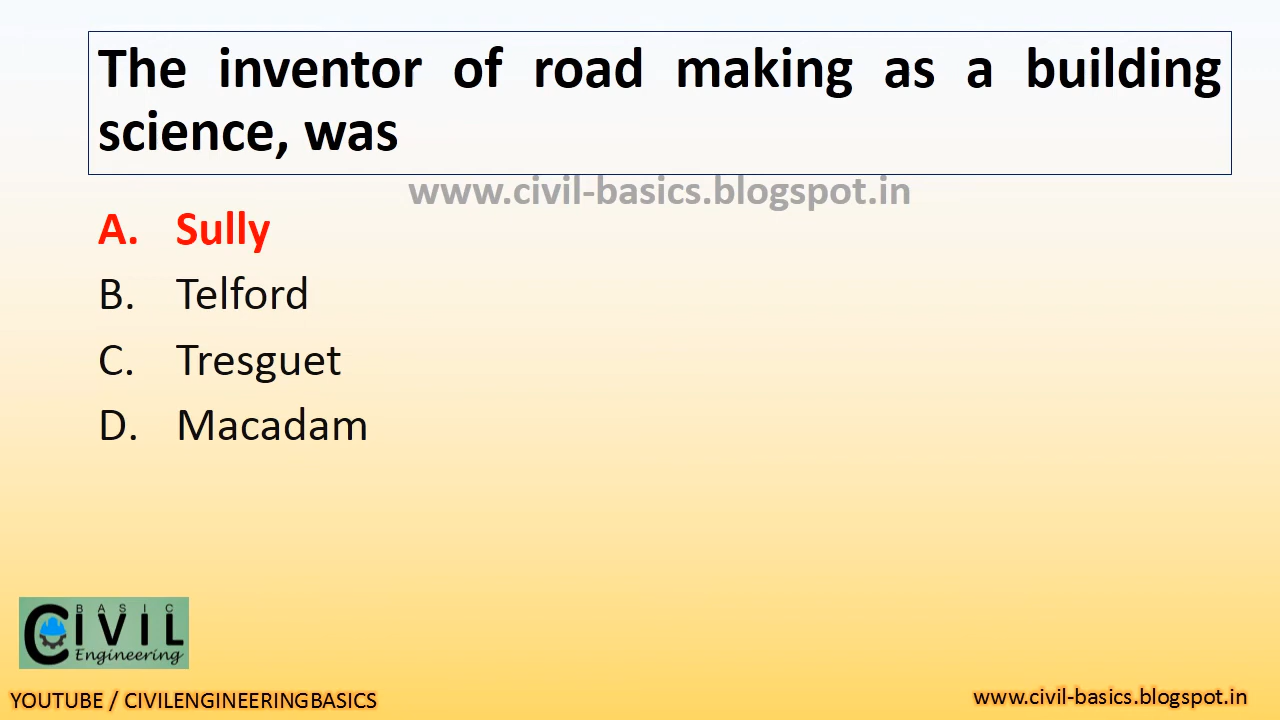 The inventor of road making as a building
science, was
www.civil-basics.blogspot.in
A. Sully
B. Telford
C. Tresguet
D. Macadam
BASIC
CIVIL
Engineering
YOUTUBE / CIVILENGINEERINGBASICS
www.civil-basics.blogspot.in